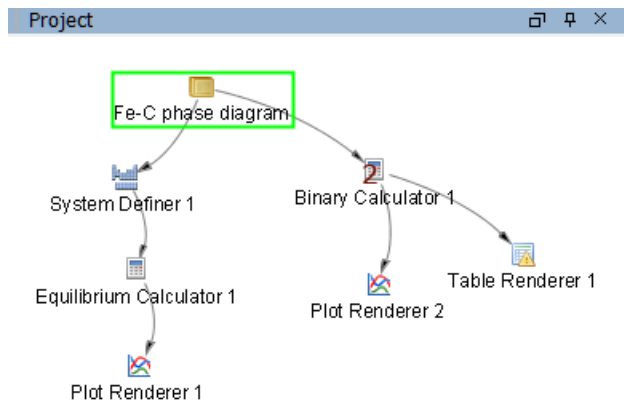 Project
Fe-C phase diagram
System Definer 1
2
Binary Calculator 1
Equilibrium Calculator 1
Table Renderer 1
Plot Renderer 2
Plot Renderer 1